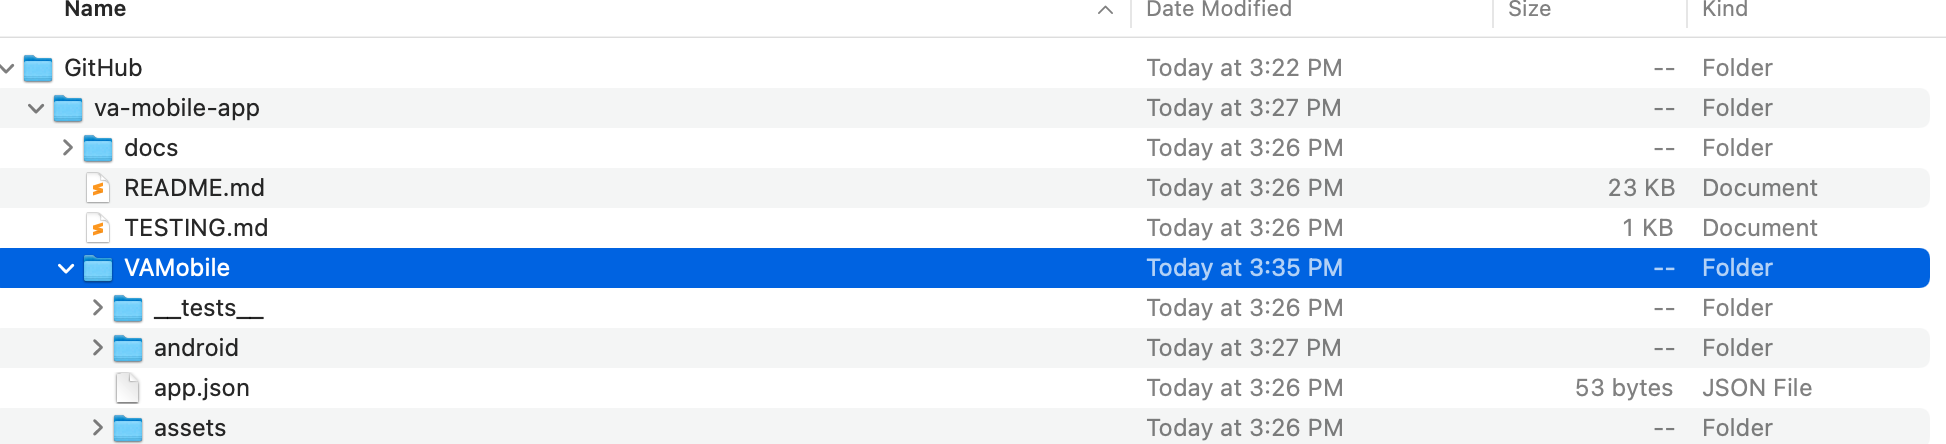 Name Date Modified Size Kind
GitHub Today at 3:22 PM -- Folder
va-mobile-app Today at 3:27 PM -- Folder
docs Today at 3:26 PM -- Folder
README.md Today at 3:26 PM 23 KB Document
TESTING.md Today at 3:26 PM 1 KB Document
VAMobile Today at 3:35 PM -- Folder
__tests__ Today at 3:26 PM -- Folder
android Today at 3:27 PM -- Folder
app.json Today at 3:26 PM 53 bytes JSON File
assets Today at 3:26 PM -- Folder